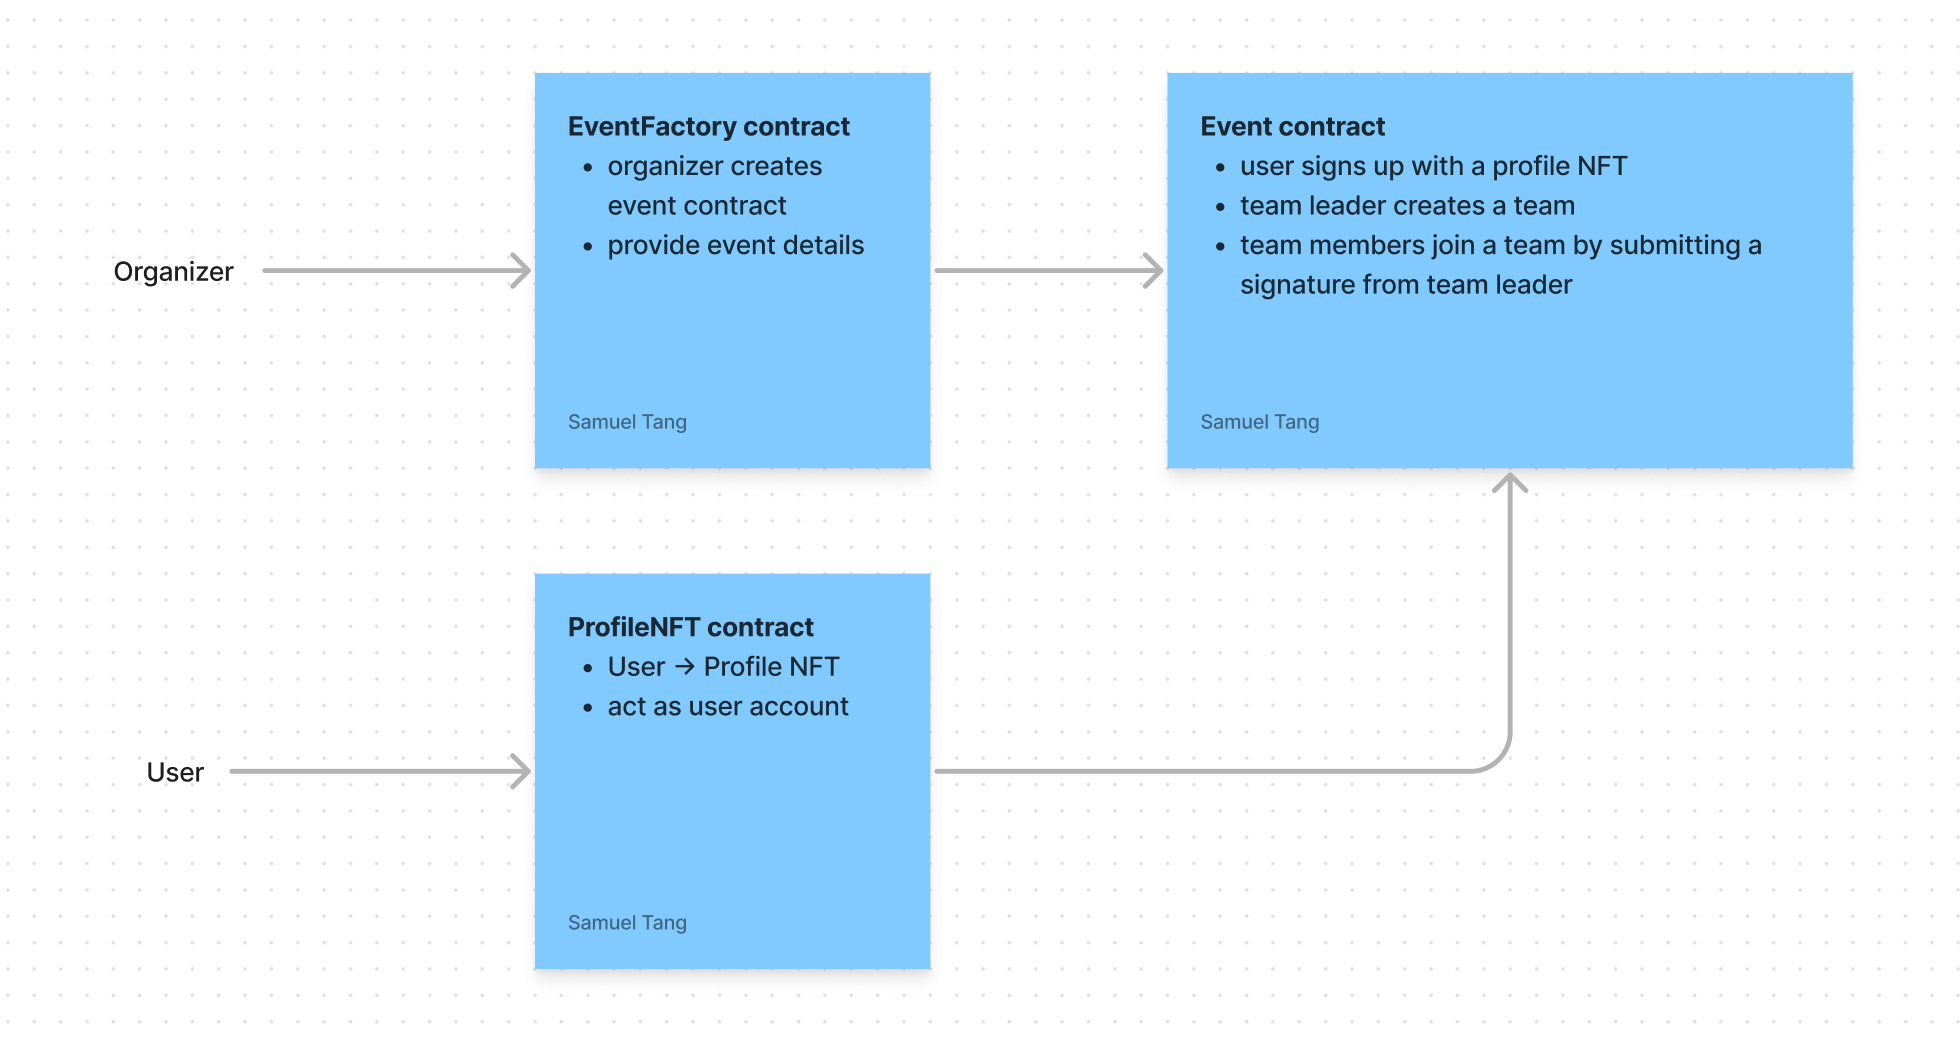 EventFactory contract
• organizer creates
event contract
• provide event details
Samuel Tang
Event contract
• user signs up with a profile NFT
• team leader creates a team
• team members join a team by submitting a
signature from team leader
Samuel Tang
Organizer
ProfileNFT contract
• User → Profile NFT
• act as user account
Samuel Tang
User